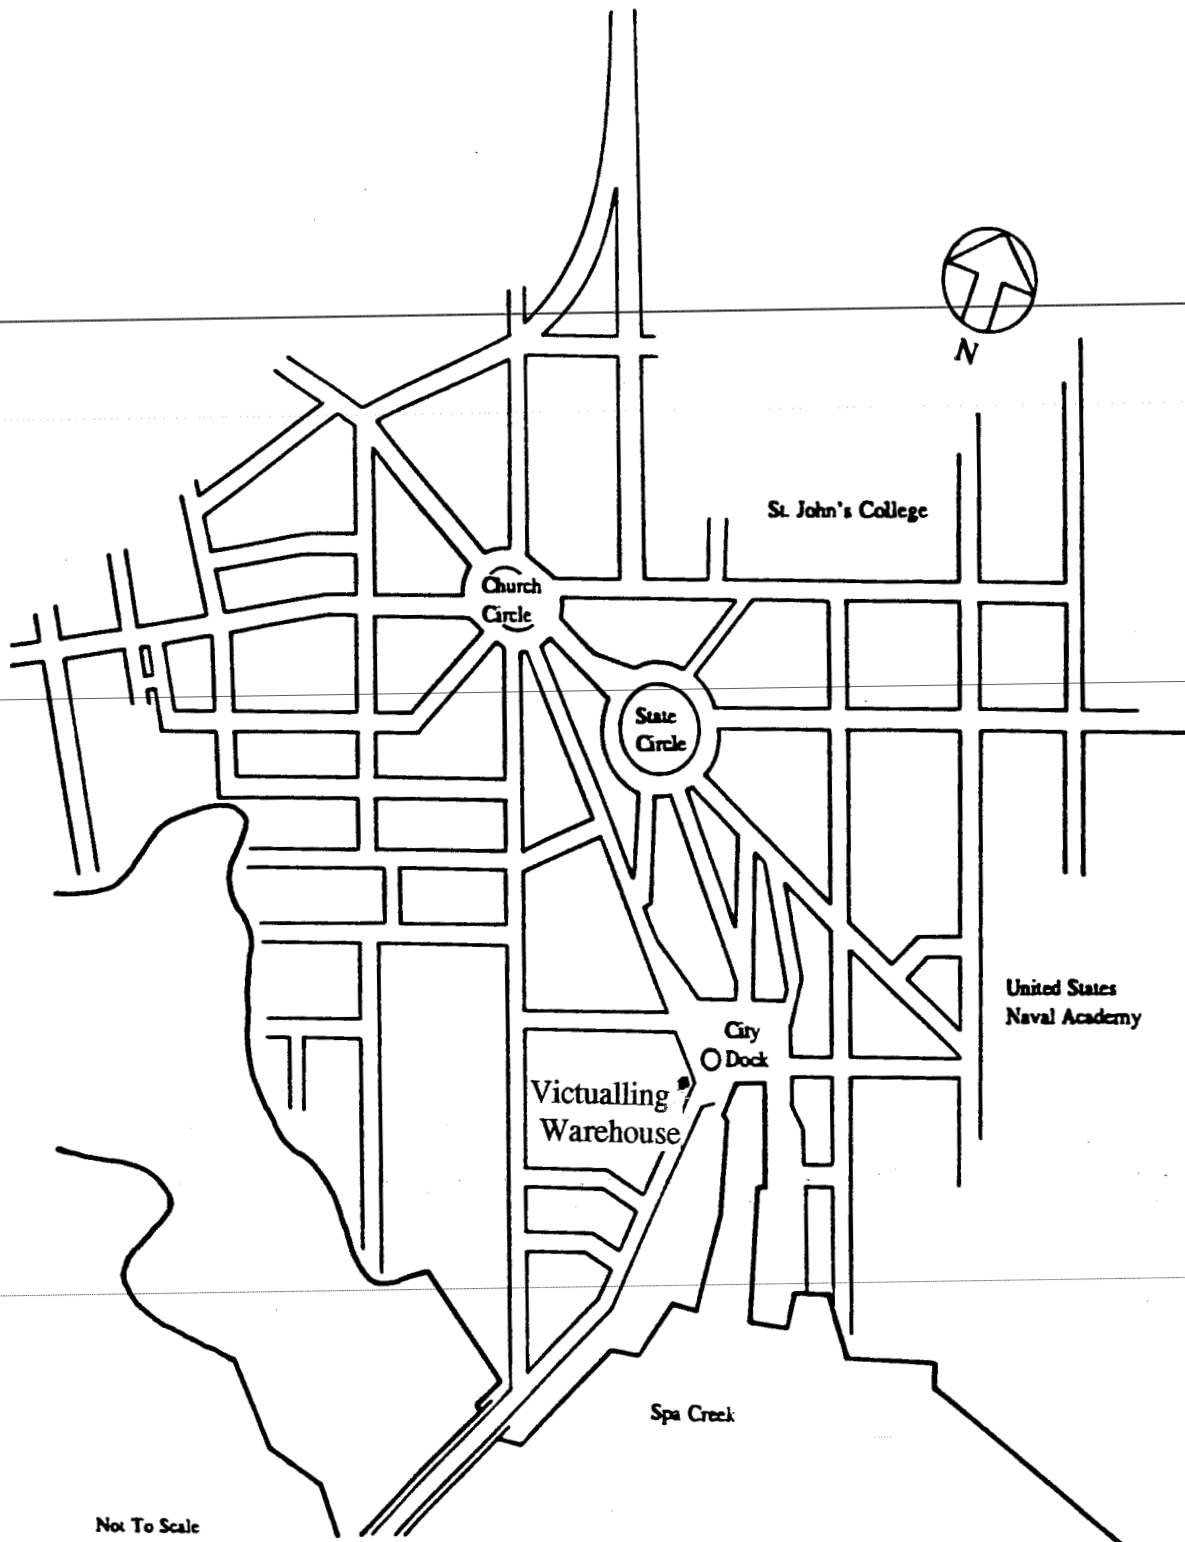 N
St. John's College
Church
Circle
State
Circle
United States
Naval Academy
City
Dock
Victualling
Warehouse
Spa Creek
Not To Scale